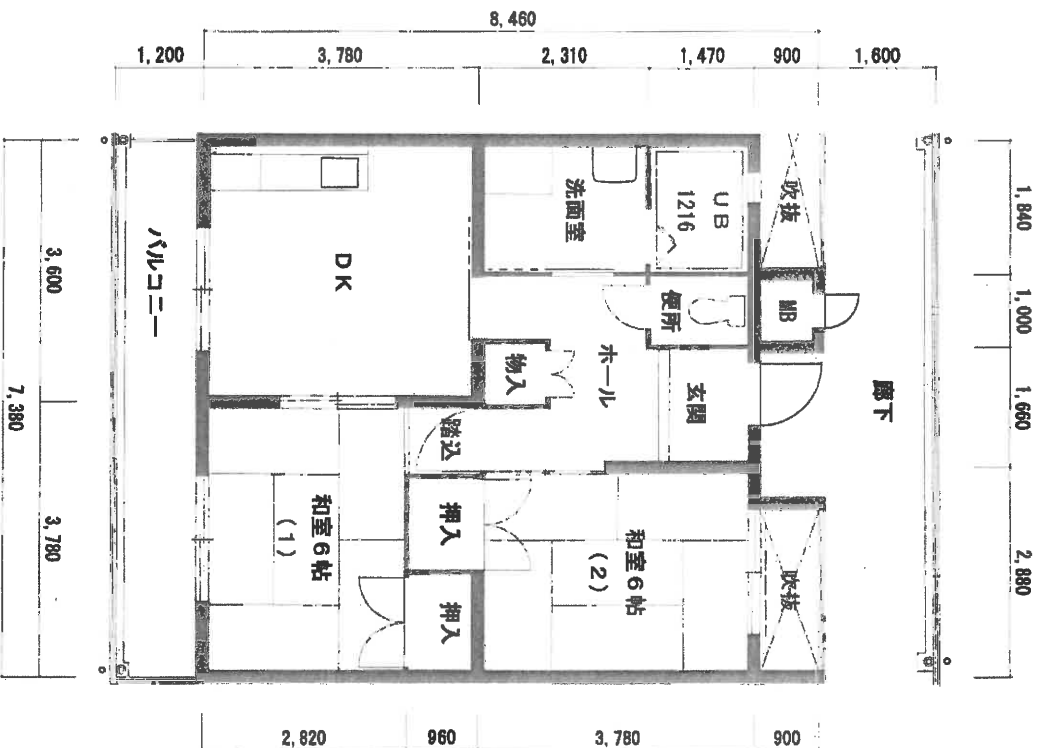 8,460
1,200
3,780
2,310
1,470
900
1,600
吹抜
UB
1216
洗面室
DK
バルコニー
便所
MB
物入
ホール
玄関
廊下
踏込
押入
和室6帖
(1)
押入
和室6帖
(2)
吹抜
3,600
3,780
7,380
1,840
1,000
1,660
2,880
2,820
960
3,780
900